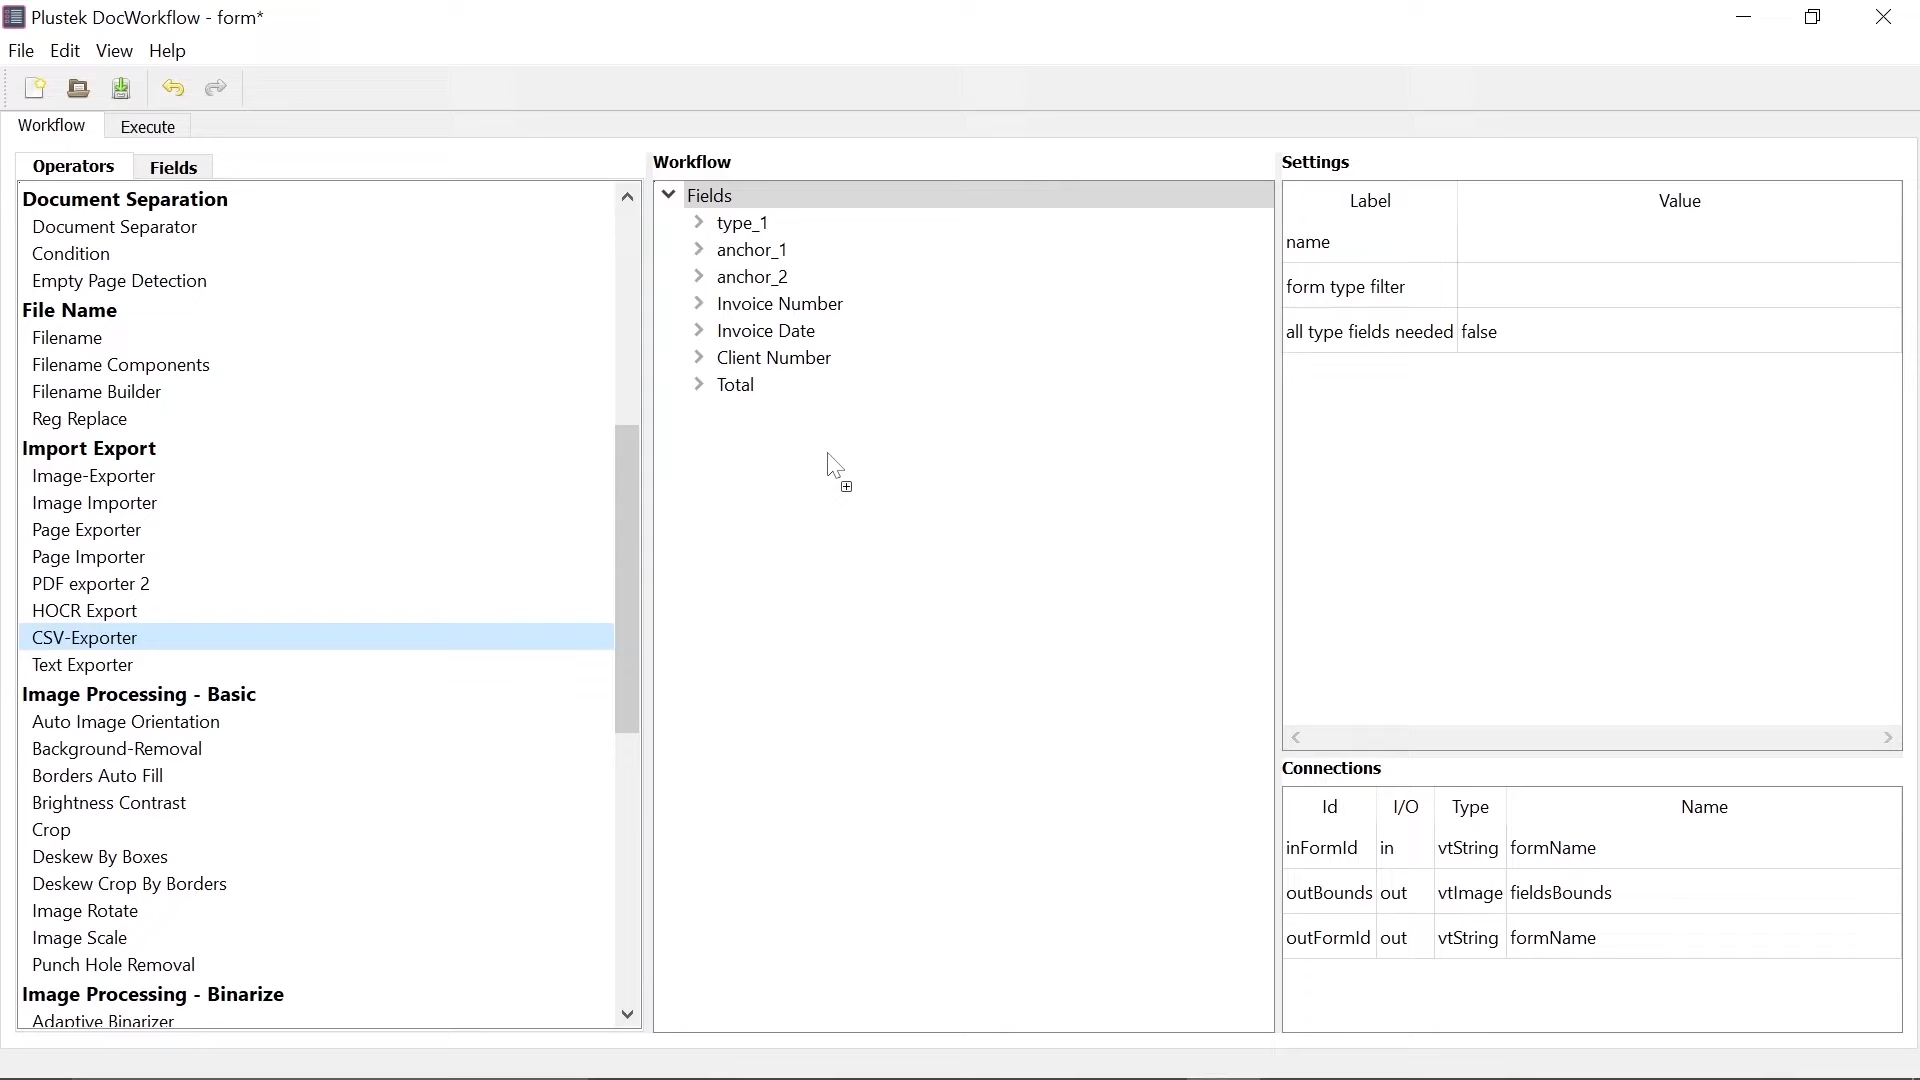 Plustek DocWorkflow - form*
File Edit View Help
Workflow Execute
Operators Fields
Document Separation
Document Separator
Condition
Empty Page Detection
File Name
Filename
Filename Components
Filename Builder
Reg Replace
Import Export
Image-Exporter
Image Importer
Page Exporter
Page Importer
PDF exporter 2
HOCR Export
CSV-Exporter
Text Exporter
Image Processing - Basic
Auto Image Orientation
Background-Removal
Borders Auto Fill
Brightness Contrast
Crop
Deskew By Boxes
Deskew Crop By Borders
Image Rotate
Image Scale
Punch Hole Removal
Image Processing - Binarize
Adaptive Binarizer
Workflow
Fields
type_1
anchor_1
anchor_2
Invoice Number
Invoice Date
Client Number
Total
Settings
Label Value
name
form type filter
all type fields needed false
Connections
Id I/O Type Name
inFormId in vtString formName
outBounds out vtImage fieldsBounds
outFormId out vtString formName